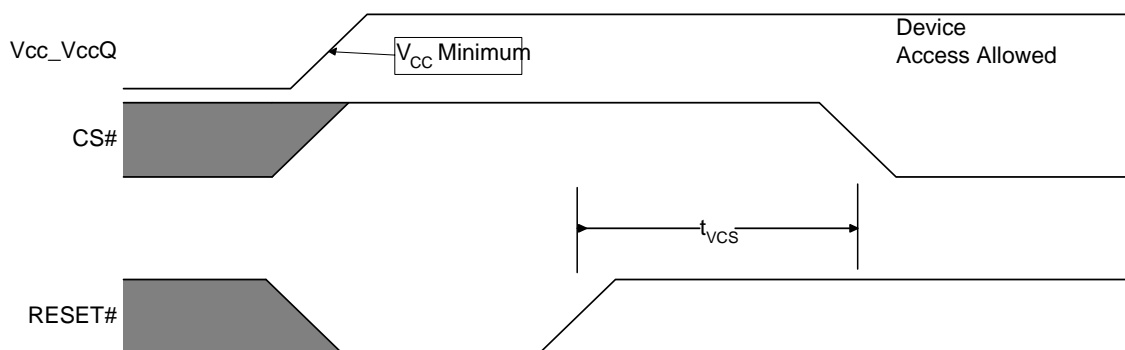 Vcc_VccQ
VCC Minimum
Device
Access Allowed
CS#
tVCS
RESET#